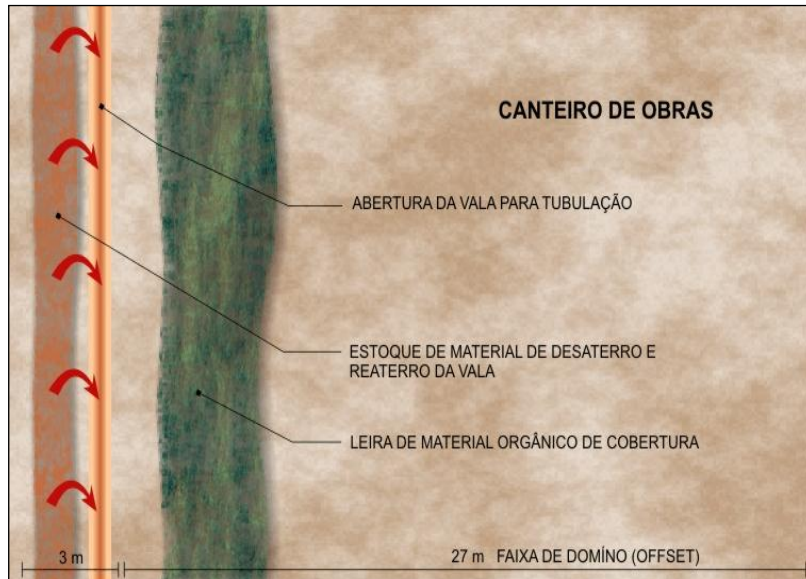 CANTEIRO DE OBRAS
ABERTURA DA VALA PARA TUBULAÇÃO
ESTOQUE DE MATERIAL DE DESATERRO E
REATERRO DA VALA
LEIRA DE MATERIAL ORGÂNICO DE COBERTURA
3 m
27 m FAIXA DE DOMÍNO (OFFSET)